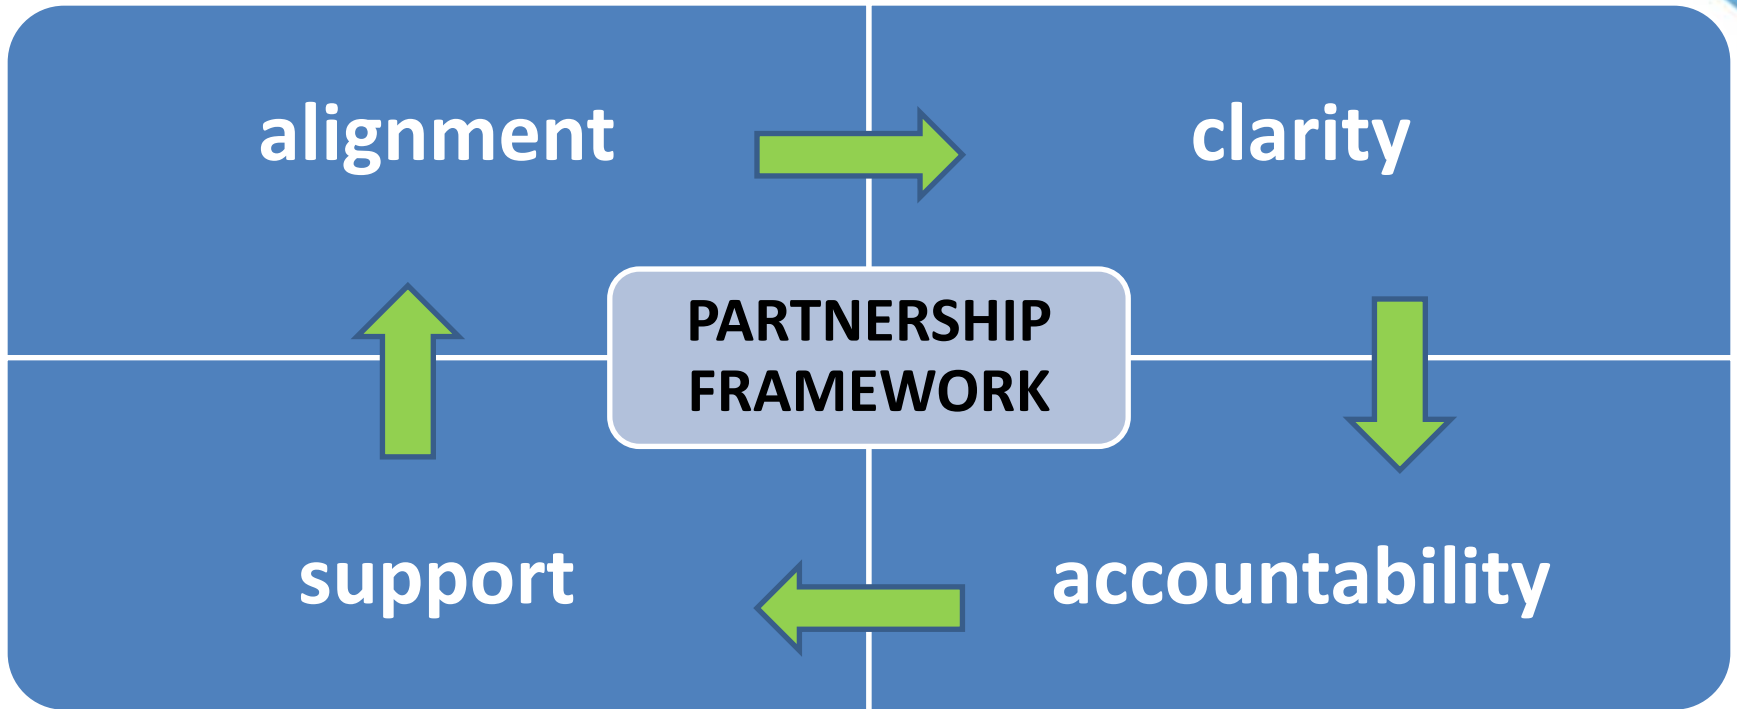 alignment
clarity
PARTNERSHIP
FRAMEWORK
support
accountability